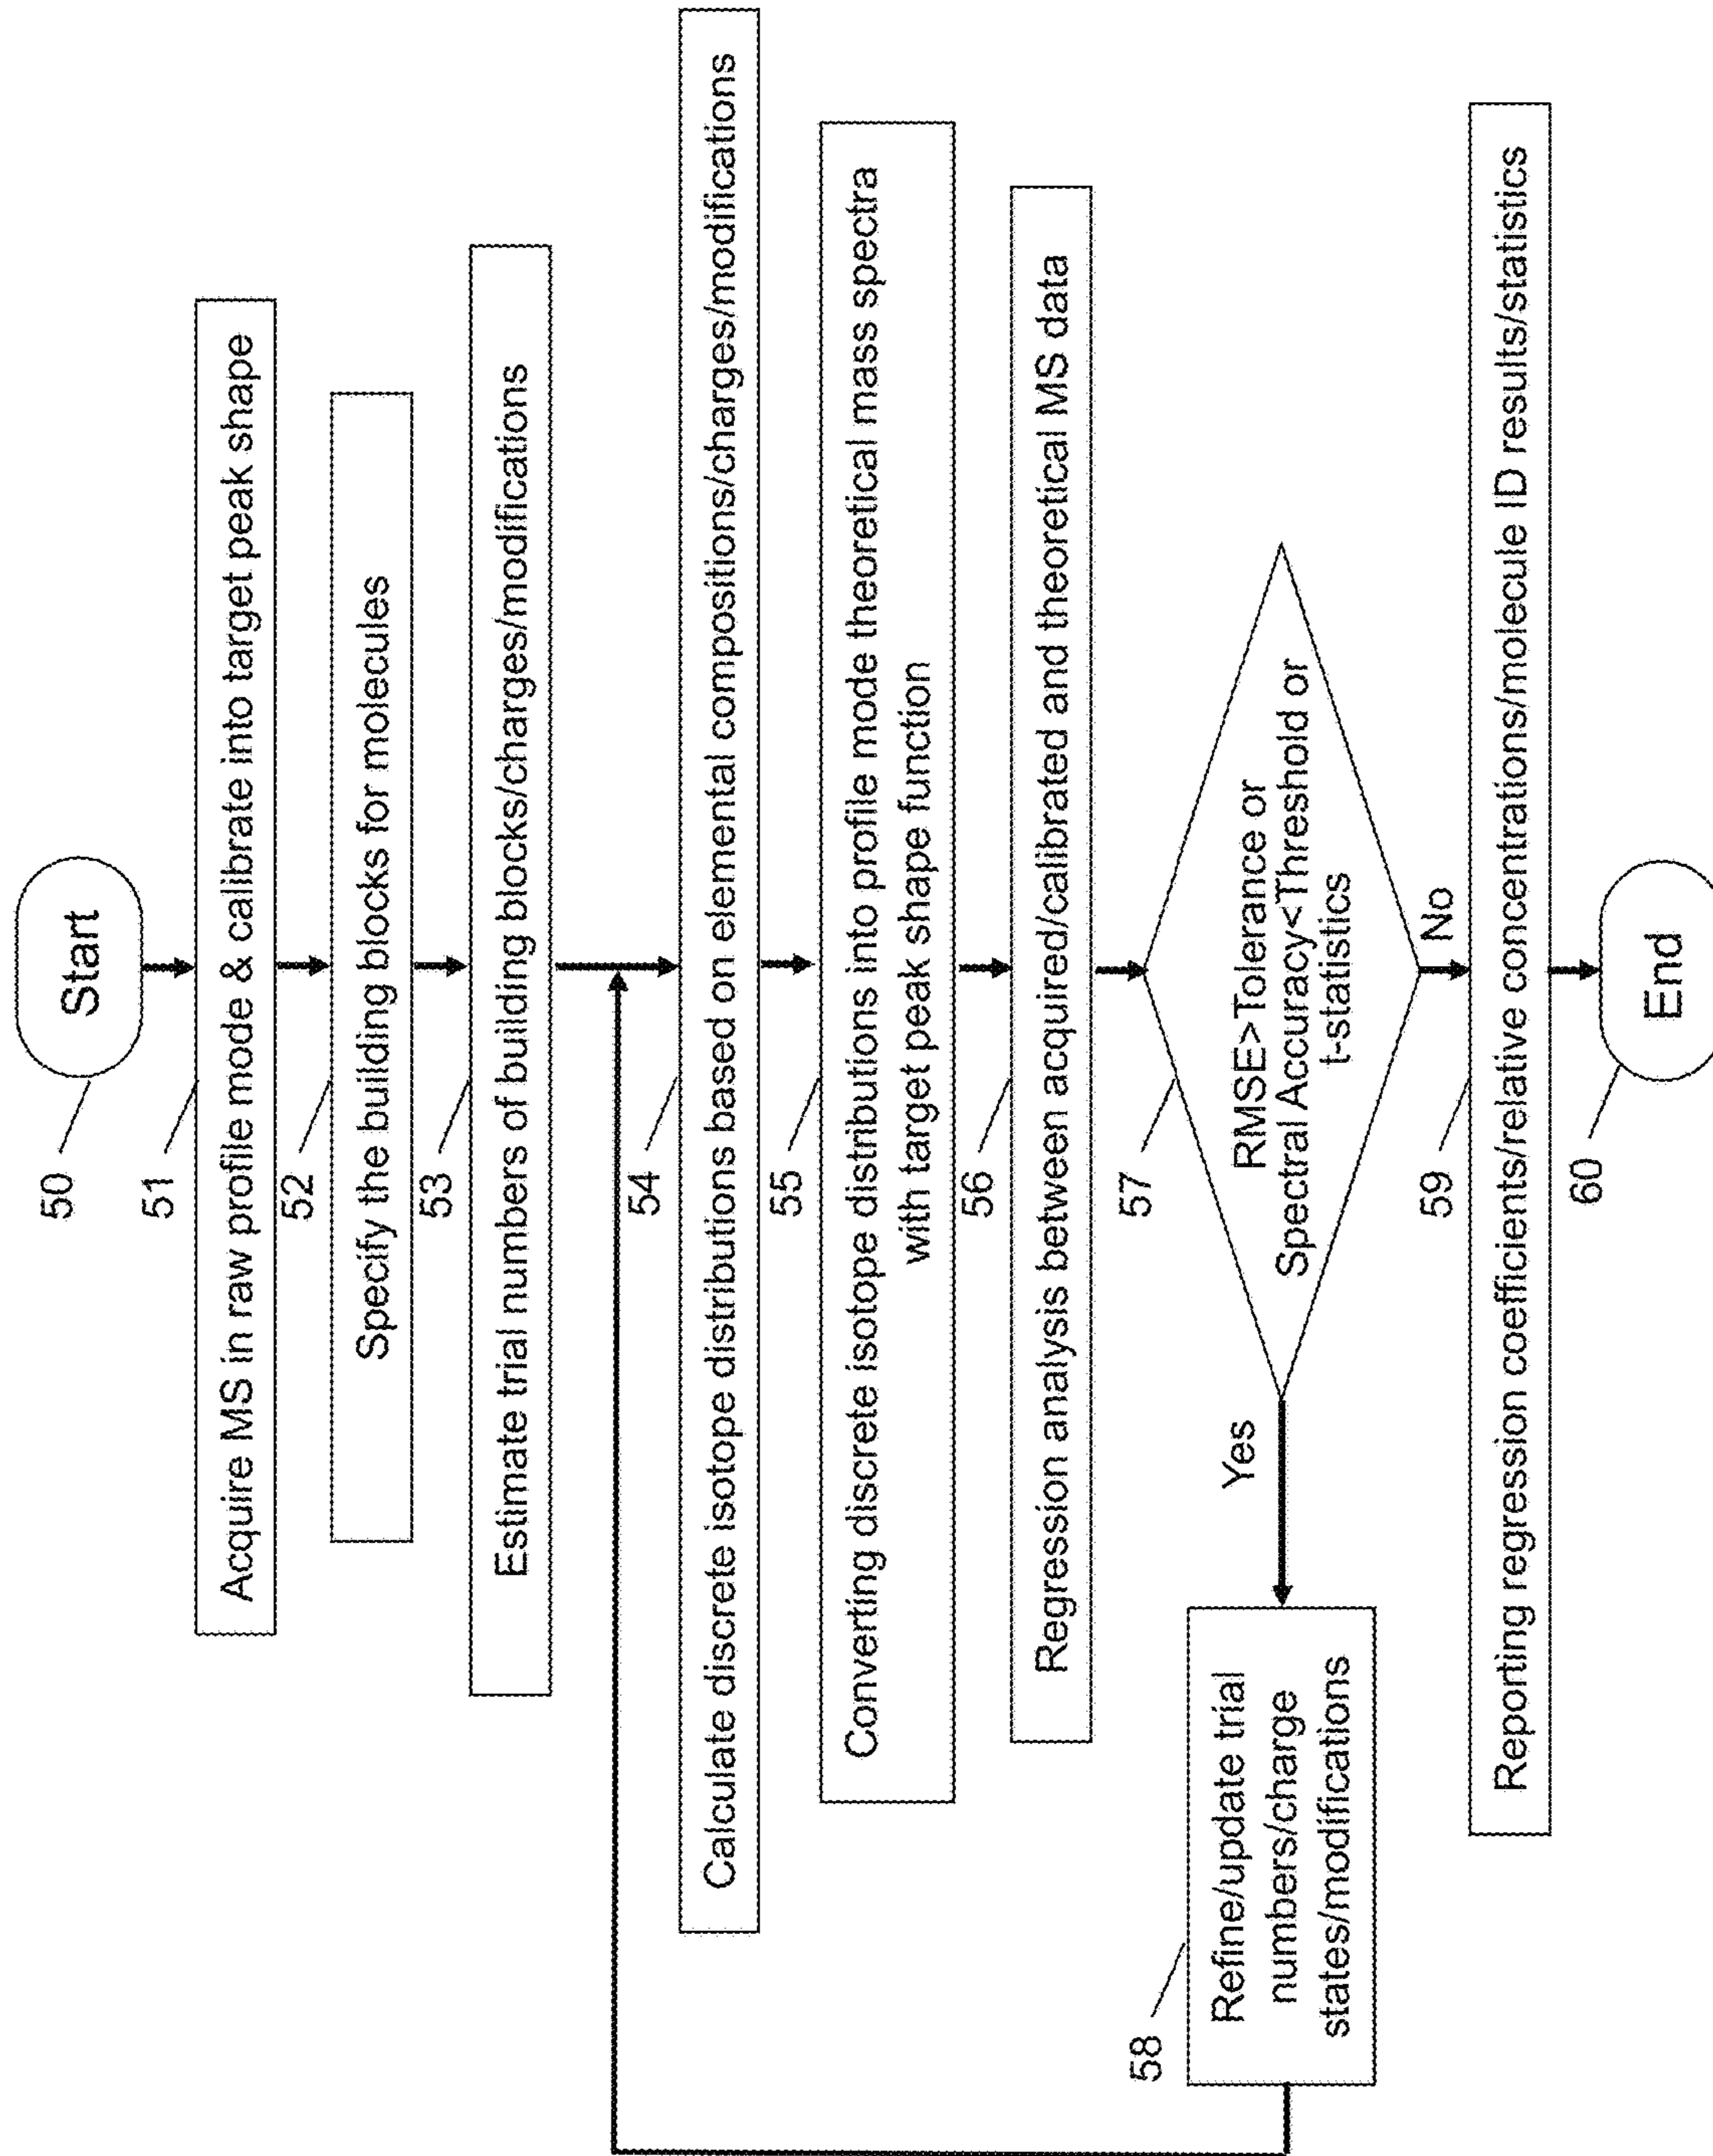 Start
50
51
Acquire MS in raw profile mode & calibrate into target peak shape
52
Specify the building blocks for molecules
53
Estimate trial numbers of building blocks/charges/modifications
54
Calculate discrete isotope distributions based on elemental compositions/charges/modifications
55
Converting discrete isotope distributions into profile mode theoretical mass spectra
with target peak shape function
56
Regression analysis between acquired/calibrated and theoretical MS data
57
RMSE>Tolerance or
Spectral Accuracy<Threshold or
t-statistics
Yes
No
58
Refine/update trial
numbers/charge
states/modifications
59
Reporting regression coefficients/relative concentrations/molecule ID results/statistics
60
End